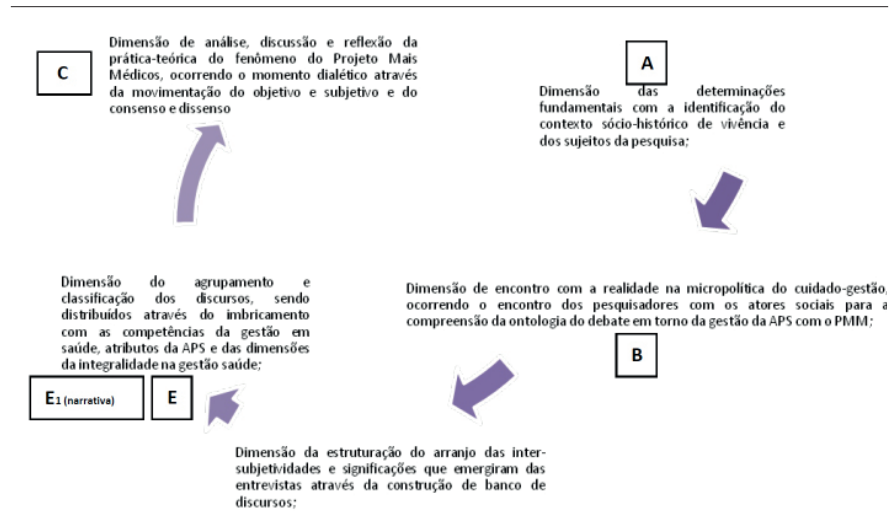 C
Dimensão de análise, discussão e reflexão da
prática-teórica do fenômeno do Projeto Mais
Médicos, ocorrendo o momento dialético através
da movimentação do objetivo e subjetivo e do
consenso e dissenso
A
Dimensão das determinações
fundamentais com a identificação do
contexto sócio-histórico de vivência e
dos sujeitos da pesquisa;
Dimensão de encontro com a realidade na micropolítica do cuidado-gestão,
ocorrendo o encontro dos pesquisadores com os atores sociais para a
compreensão da ontologia do debate em torno da gestão da APS com o PMM;
B
Dimensão do agrupamento e
classificação dos discursos, sendo
distribuídos através do imbricamento
com as competências da gestão em
saúde, atributos da APS e das dimensões
da integralidade na gestão saúde;
E1 (narrativa)
E
Dimensão da estruturação do arranjo das inter-
subjetividades e significações que emergiram das
entrevistas através da construção de banco de
discursos;